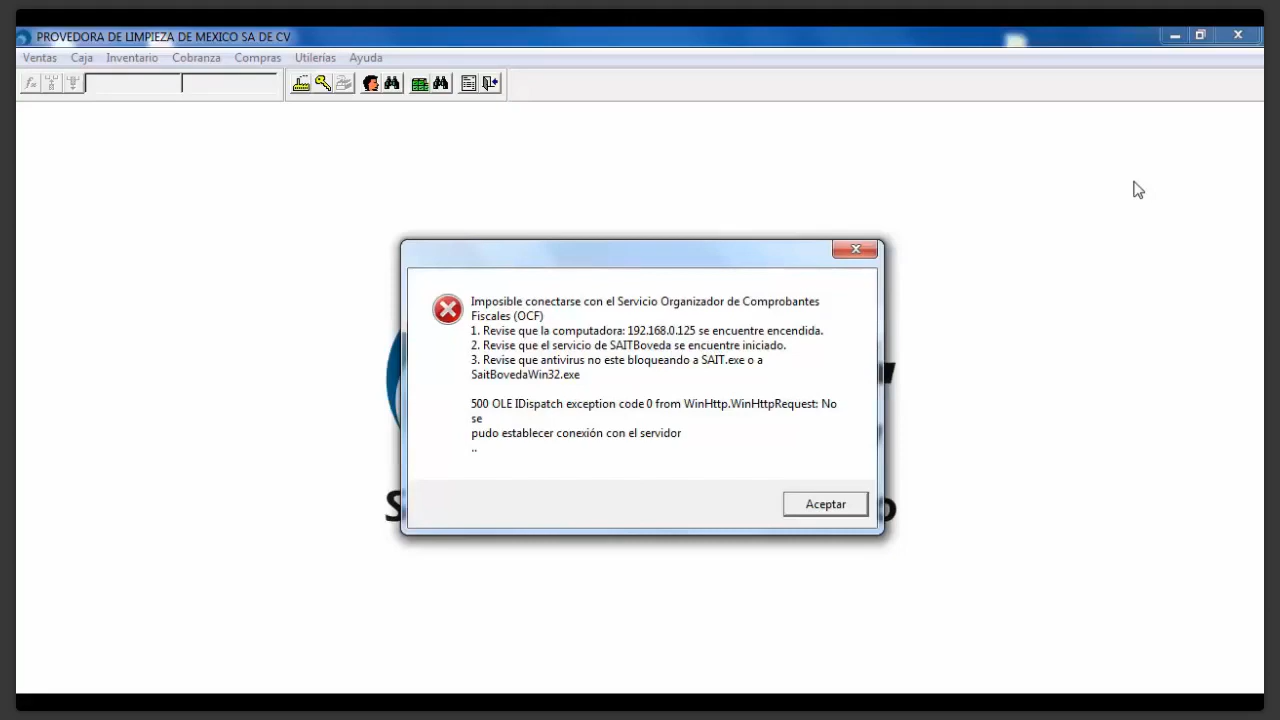 PROVEDORA DE LIMPIEZA DE MEXICO SA DE CV
Ventas Caja Inventario Cobranza Compras Utilerías Ayuda
Imposible conectarse con el Servicio Organizador de Comprobantes
Fiscales (OCF)
1. Revise que la computadora: 192.168.0.125 se encuentre encendida.
2. Revise que el servicio de SAITBoveda se encuentre iniciado.
3. Revise que antivirus no este bloqueando a SAIT.exe o a
SaitBovedaWin32.exe
500 OLE IDispatch exception code 0 from WinHttp.WinHttpRequest: No
se
pudo establecer conexión con el servidor
..
Aceptar